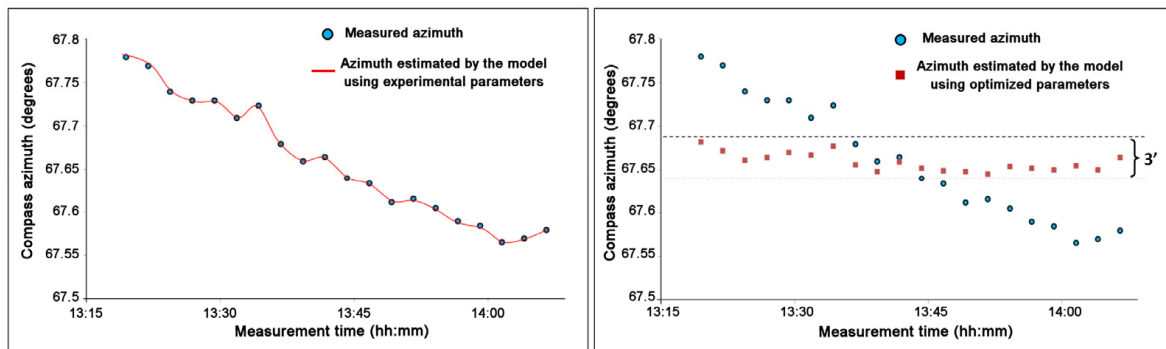 67.8
67.75
67.7
67.65
67.6
67.55
67.5
Compass azimuth (degrees)
Measured azimuth
Azimuth estimated by the model
using experimental parameters
13:15
13:30
13:45
14:00
Measurement time (hh:mm)
67.8
67.75
67.7
67.65
67.6
67.55
67.5
Compass azimuth (degrees)
Measured azimuth
Azimuth estimated by the model
using optimized parameters
3′
13:15
13:30
13:45
14:00
Measurement time (hh:mm)